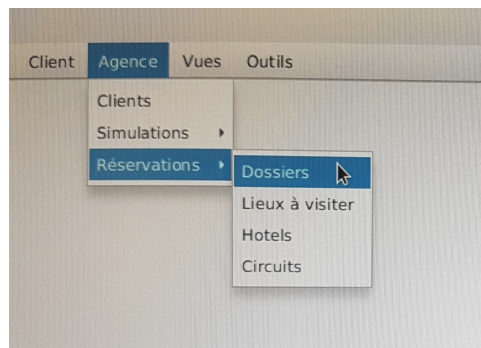 Client Agence Vues Outils
Clients
Simulations
Réservations
Dossiers
Lieux à visiter
Hotels
Circuits